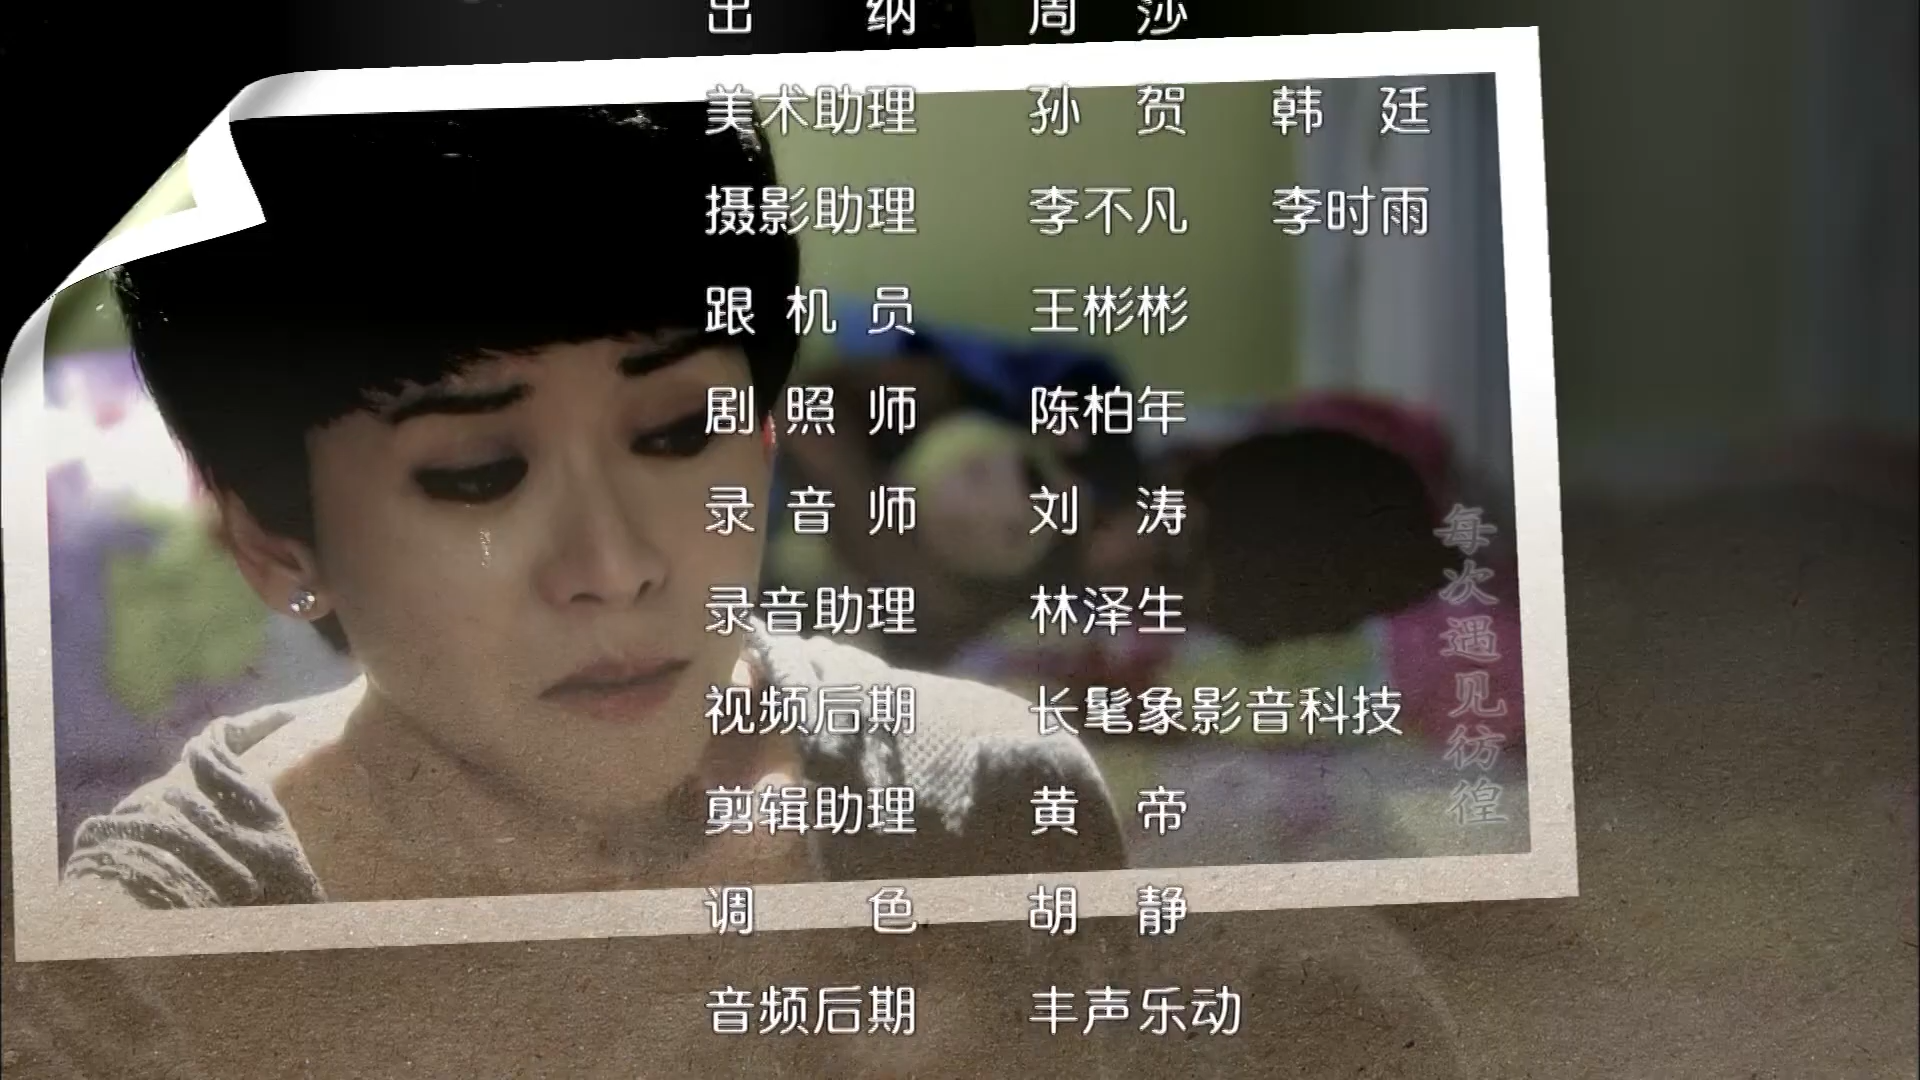 出纳 周莎
美术助理 孙贺 韩廷
摄影助理 李不凡 李时雨
跟机员 王彬彬
剧照师 陈柏年
录音师 刘涛
录音助理 林泽生
视频后期 长髦象影音科技
剪辑助理 黄帝
调色 胡静
音频后期 丰声乐动
每次遇见彷徨